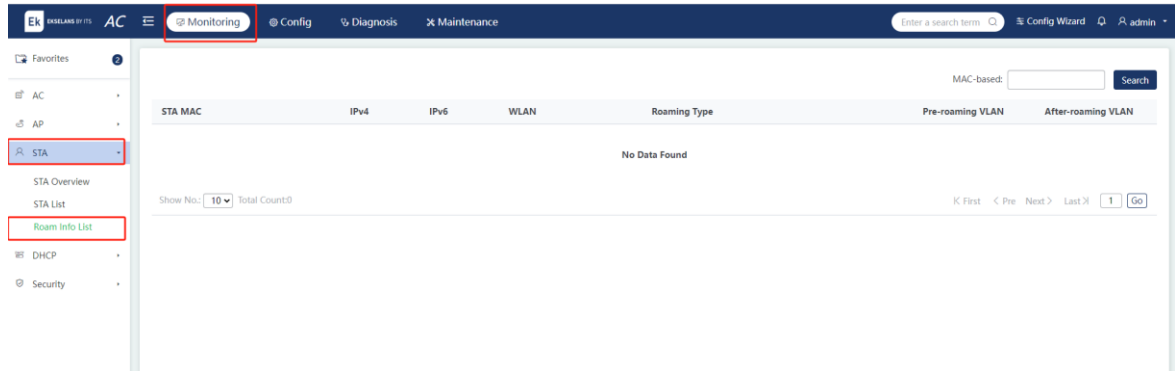 Ek EKSELANS BY ITS AC Monitoring Config Diagnosis Maintenance Enter a search term Config Wizard admin
Favorites 2
MAC-based: Search
AC
STA MAC IPv4 IPv6 WLAN Roaming Type Pre-roaming VLAN After-roaming VLAN
AP
STA
No Data Found
STA Overview
STA List
Show No.: 10 Total Count:0 First Pre Next Last 1 Go
Roam Info List
DHCP
Security